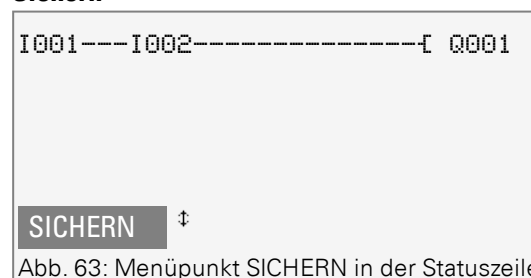 I001---I002--------------[ Q001
SICHERN ↕
Abb. 63: Menüpunkt SICHERN in der Statuszeile